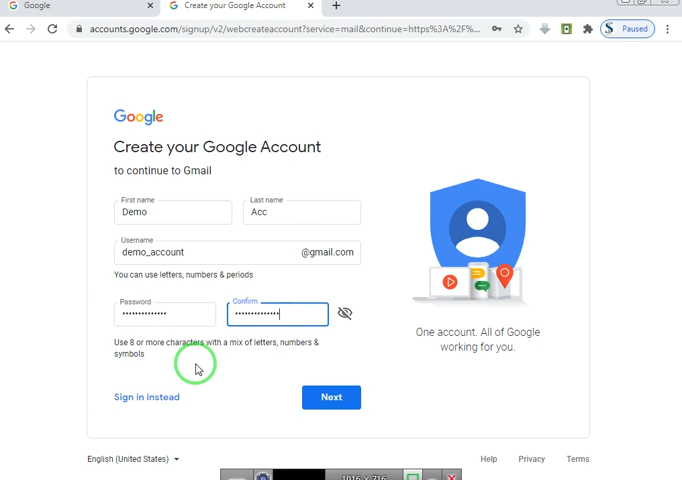 Google
Create your Google Account
accounts.google.com/signup/v2/webcreateaccount?service=mail&continue=https%3A%2F%...
Paused
Google
Create your Google Account
to continue to Gmail
First name
Last name
Demo
Acc
Username
demo_account
@gmail.com
You can use letters, numbers & periods
Password
Confirm
Use 8 or more characters with a mix of letters, numbers &
symbols
One account. All of Google
working for you.
Sign in instead
Next
English (United States)
Help
Privacy
Terms
1016 x 716